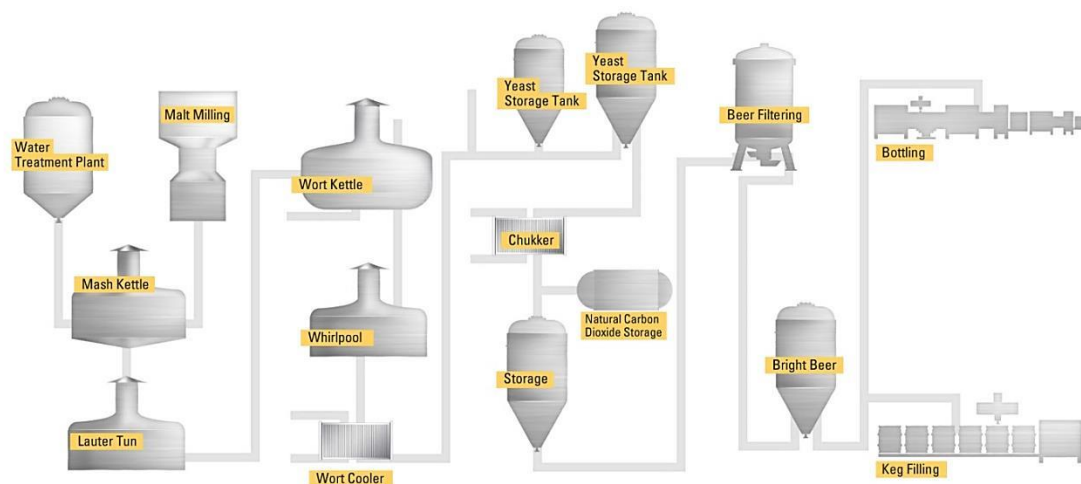 Water
Treatment Plant
Malt Milling
Mash Kettle
Lauter Tun
Wort Kettle
Whirlpool
Wort Cooler
Yeast
Storage Tank
Yeast
Storage Tank
Chukker
Natural Carbon
Dioxide Storage
Storage
Beer Filtering
Bright Beer
Bottling
Keg Filling